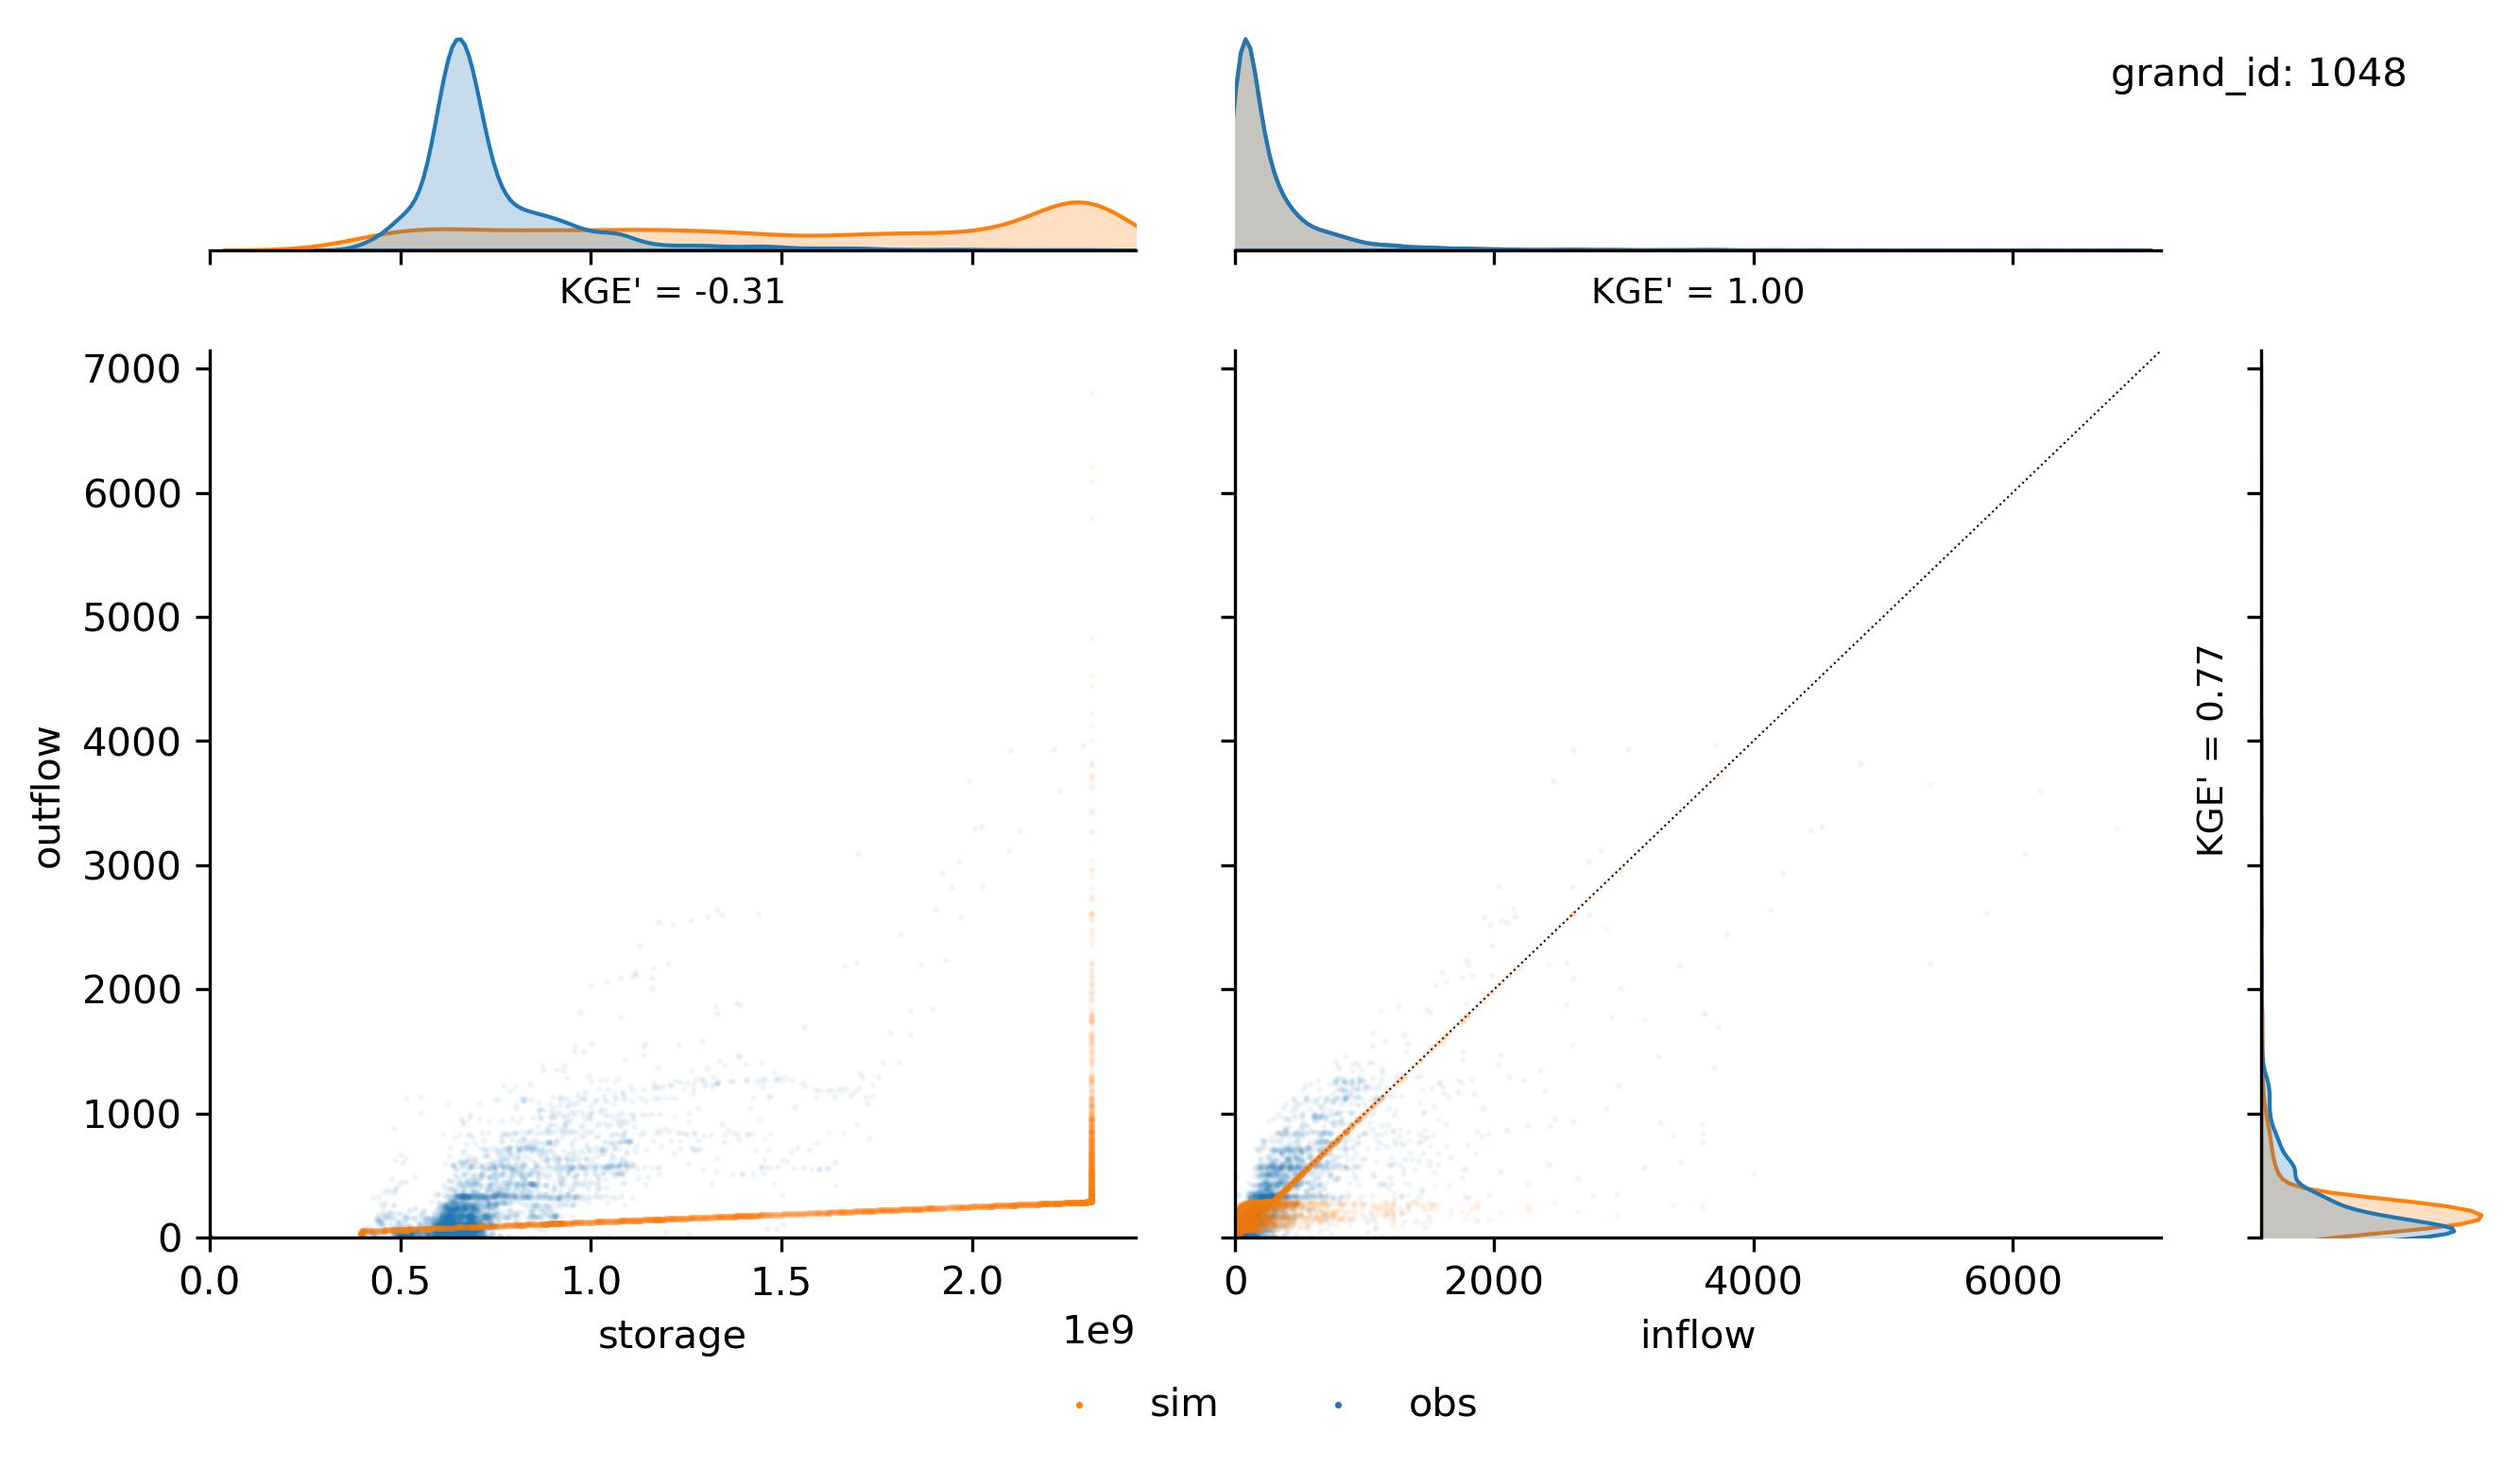 grand_id: 1048
KGE' = -0.31
KGE' = 1.00
7000
6000
5000
4000
3000
2000
1000
0
outflow
KGE' = 0.77
0.0 0.5 1.0 1.5 2.0
1e9
storage
0 2000 4000 6000
inflow
sim obs